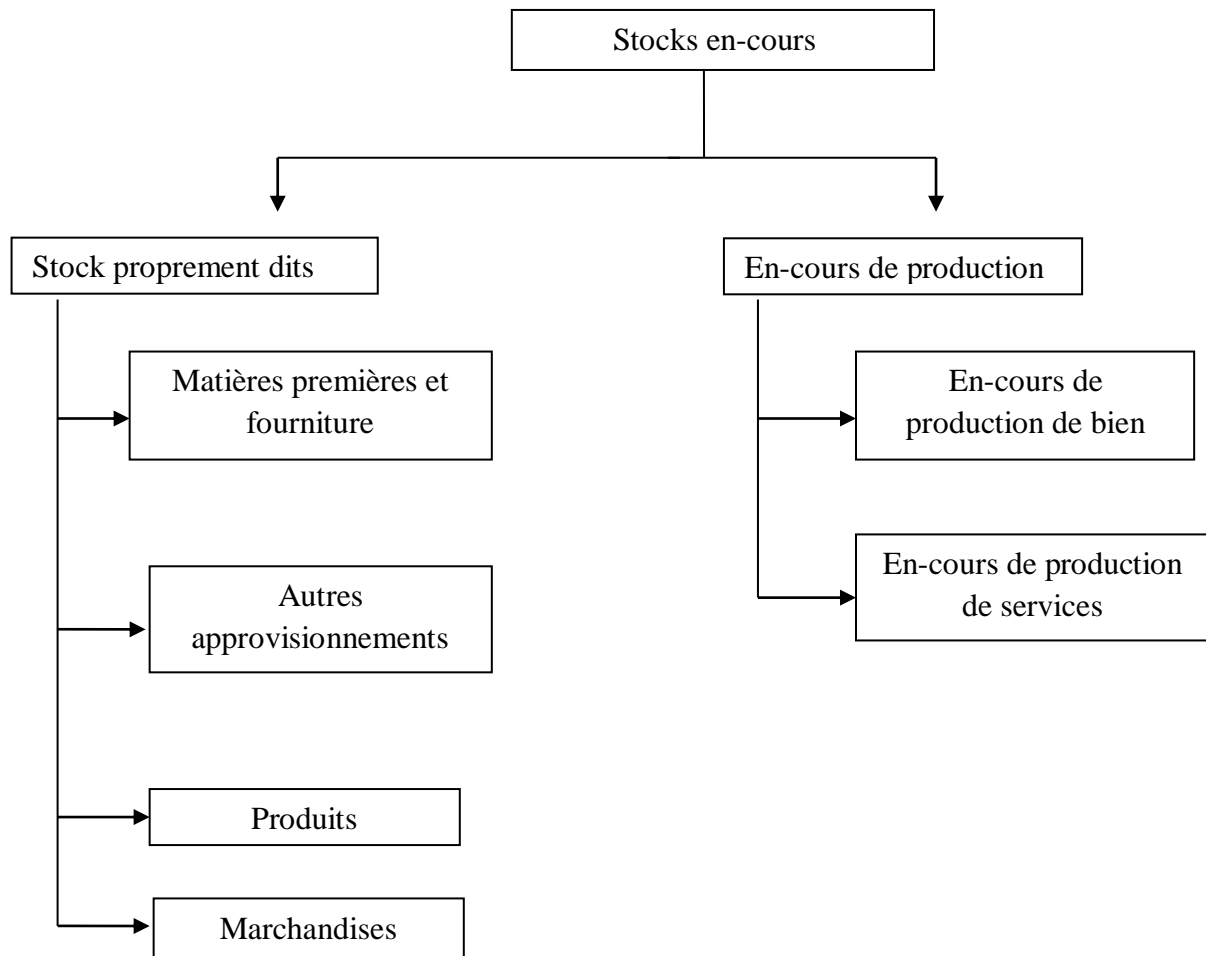 Stocks en-cours
Stock proprement dits
En-cours de production
Matières premières et
fourniture
En-cours de
production de bien
Autres
approvisionnements
En-cours de production
de services
Produits
Marchandises